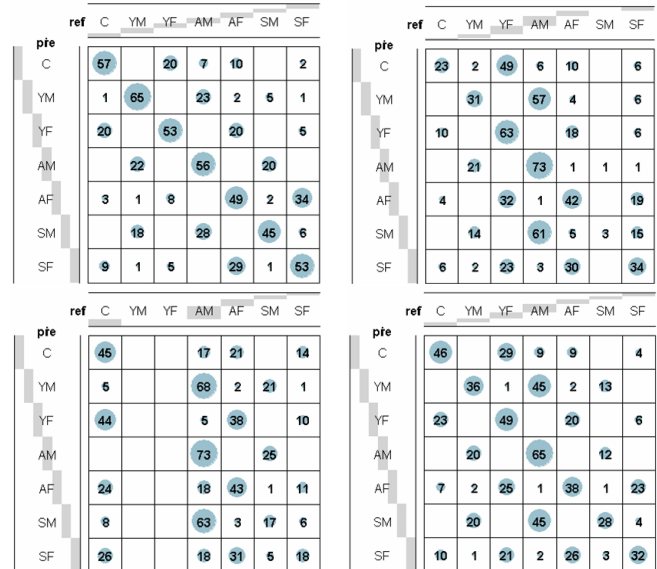 ref C YM YF AM AF SM SF
pře
C 57 20 7 10 2
YM 1 65 23 2 5 1
YF 20 53 20 5
AM 22 56 20
AF 3 1 8 49 2 34
SM 18 28 45 6
SF 9 1 5 29 1 53
ref C YM YF AM AF SM SF
pře
C 23 2 49 6 10 6
YM 31 57 4 6
YF 10 63 18 6
AM 21 73 1 1 1
AF 4 32 1 42 19
SM 14 61 5 3 15
SF 6 2 23 3 30 34
ref C YM YF AM AF SM SF
pře
C 45 17 21 14
YM 5 68 2 21 1
YF 44 5 38 10
AM 73 25
AF 24 18 43 1 11
SM 8 63 3 17 6
SF 26 18 31 5 18
ref C YM YF AM AF SM SF
pře
C 46 29 9 9 4
YM 36 1 45 2 13
YF 23 49 20 6
AM 20 65 12
AF 7 2 25 1 38 1 23
SM 20 45 28 4
SF 10 1 21 2 26 3 32